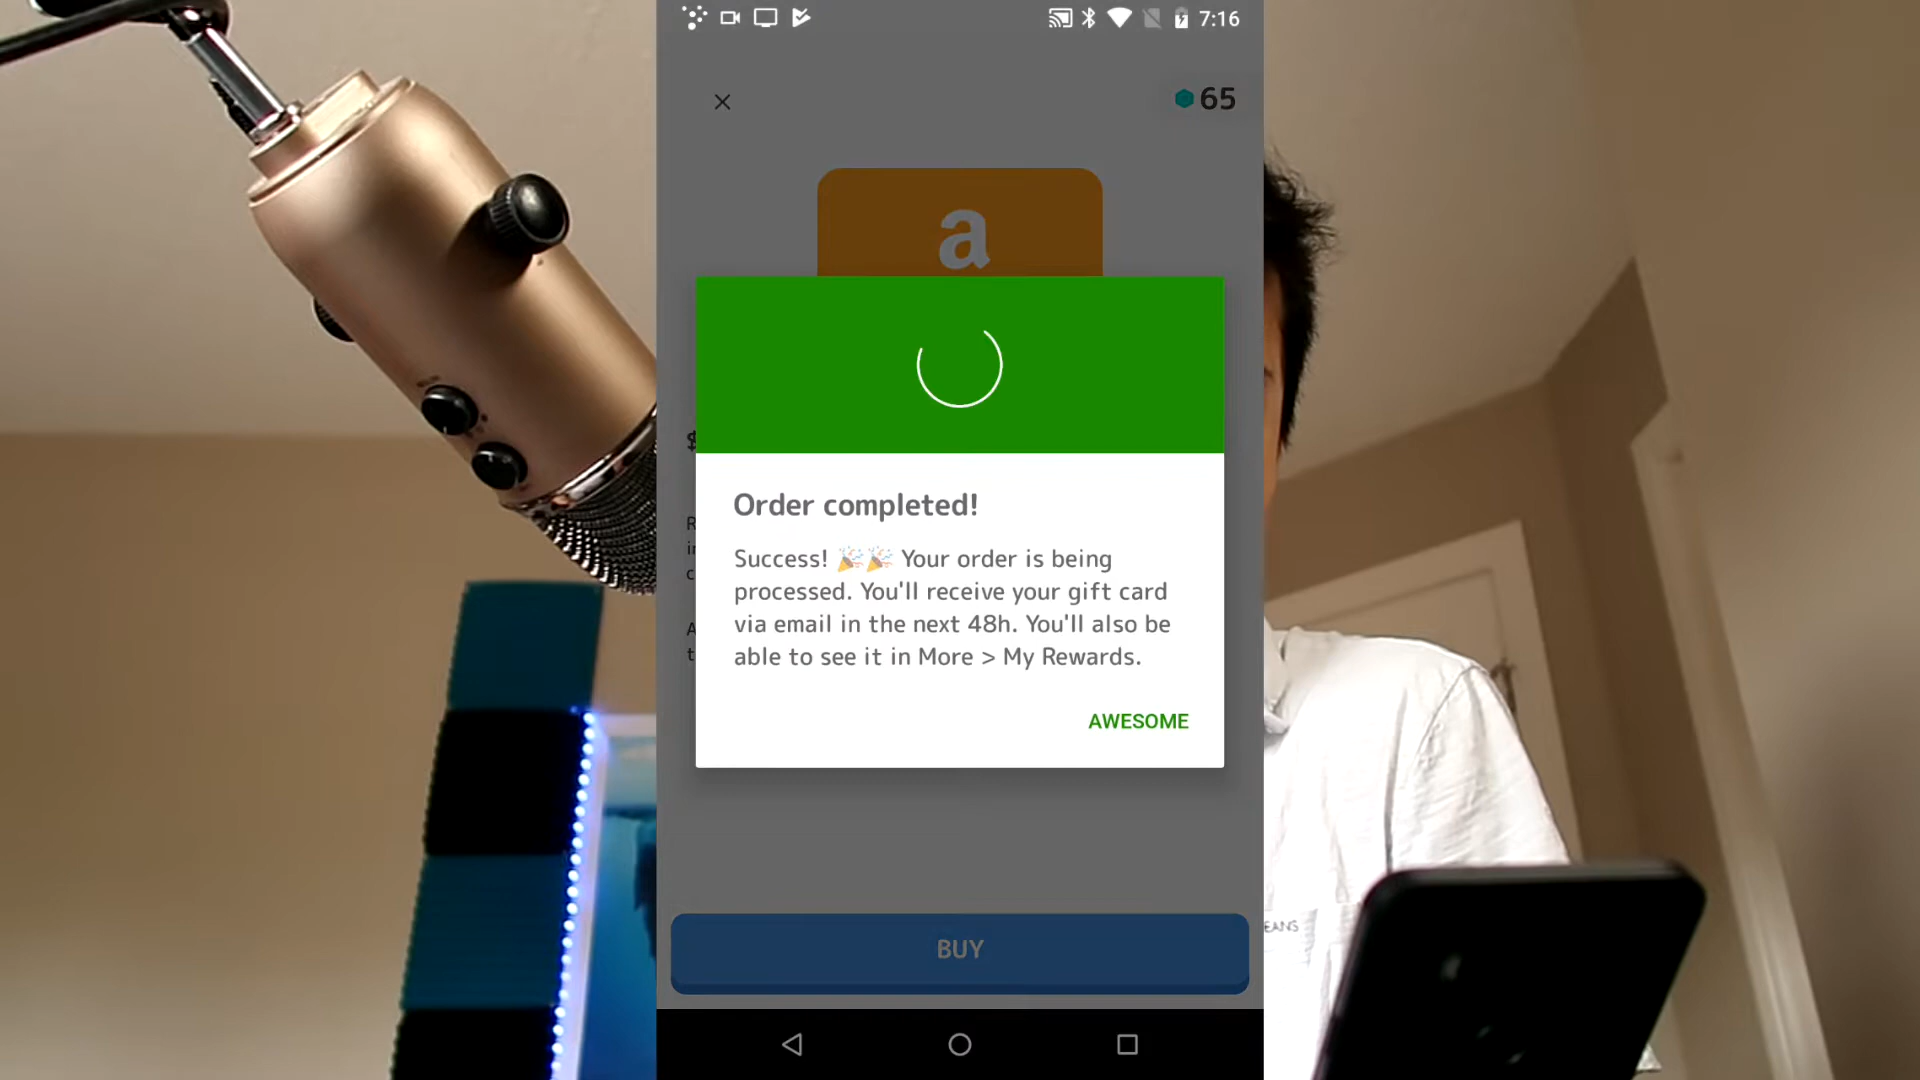 7:16
65
a
$
Order completed!
R
Success! 🎉🎉 Your order is being
processed. You'll receive your gift card
c
via email in the next 48h. You'll also be
A
able to see it in More > My Rewards.
t
AWESOME
EANS
BUY